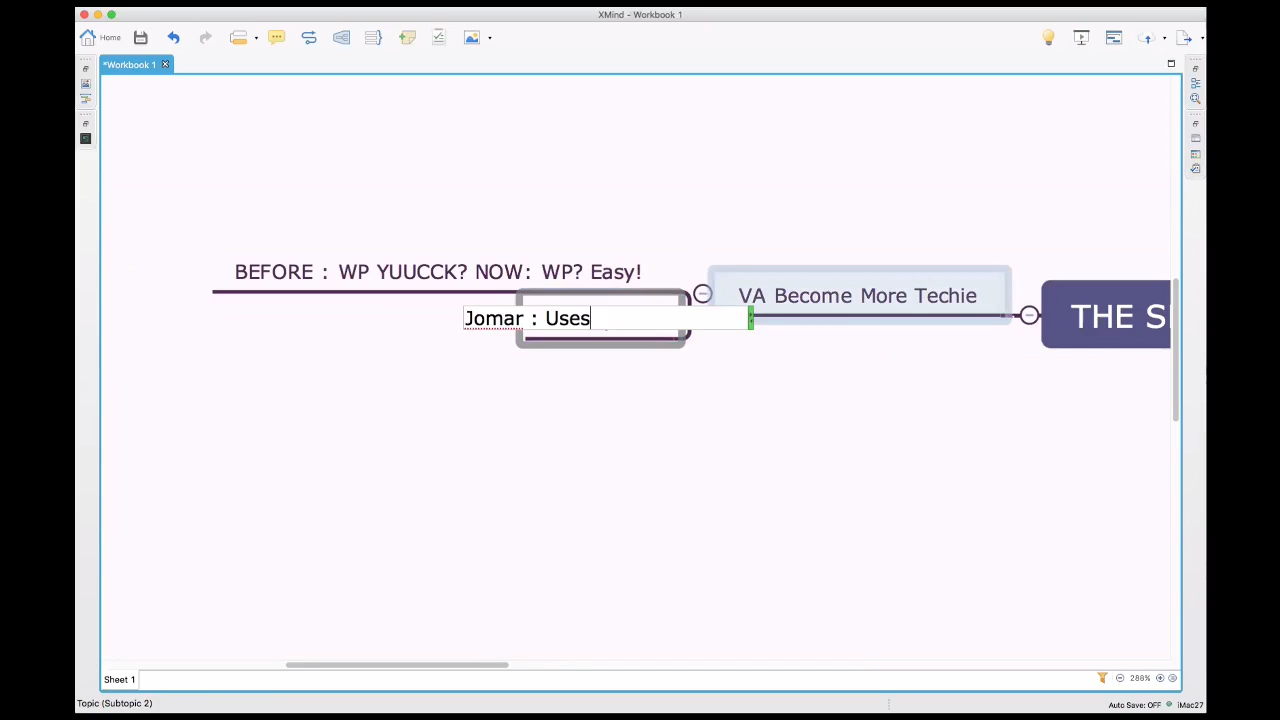 XMind - Workbook 1
Home
*Workbook 1
BEFORE : WP YUUCCK? NOW: WP? Easy!
VA Become More Techie
Jomar : Uses
THE S
Sheet 1
288%
Topic (Subtopic 2)
Auto Save: OFF
iMac27